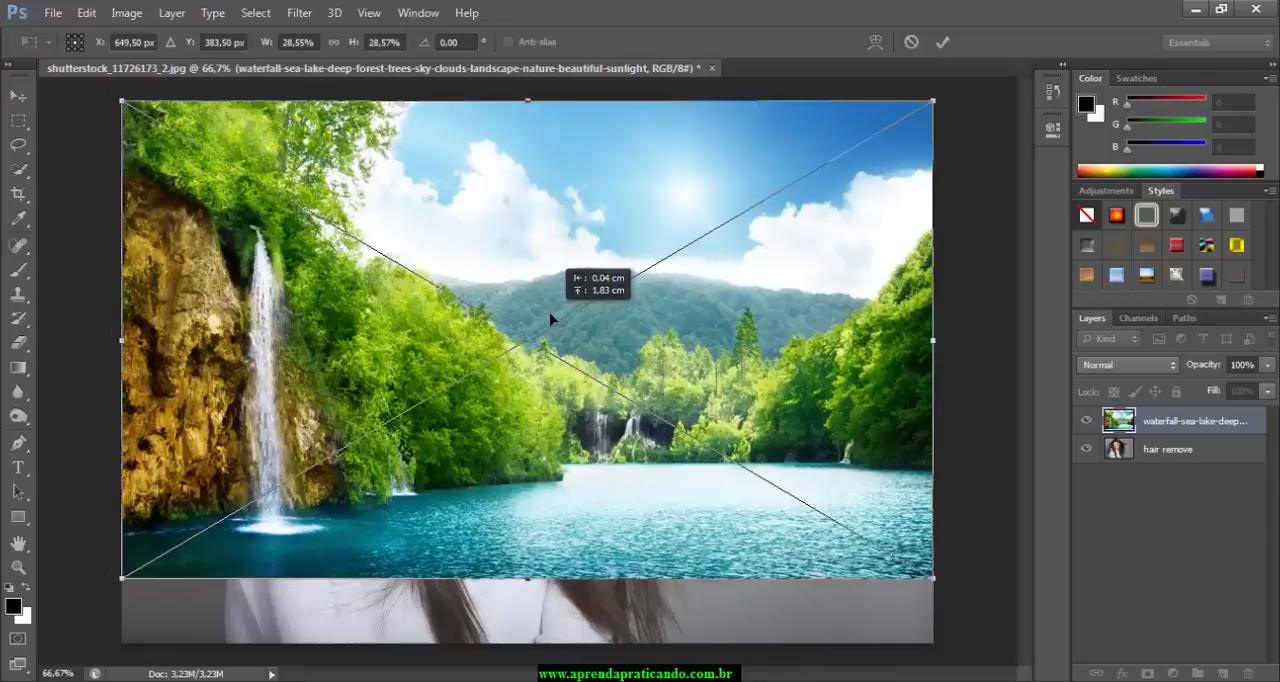 Ps File Edit Image Layer Type Select Filter 3D View Window Help
X: 649,50 px Y: 383,50 px W: 28,55% H: 28,57% 0,00 ° Anti-alias Essentials
shutterstock_11726173_2.jpg @ 66,7% (waterfall-sea-lake-deep-forest-trees-sky-clouds-landscape-nature-beautiful-sunlight, RGB/8#) * ×
Color Swatches
R 0
G 0
B 0
Adjustments Styles
0,04 cm
1,83 cm
Layers Channels Paths
Kind
Normal Opacity: 100%
Lock: Fill: 100%
waterfall-sea-lake-deep...
hair remove
66,67% Doc: 3,23M/3,23M
www.aprendapraticando.com.br